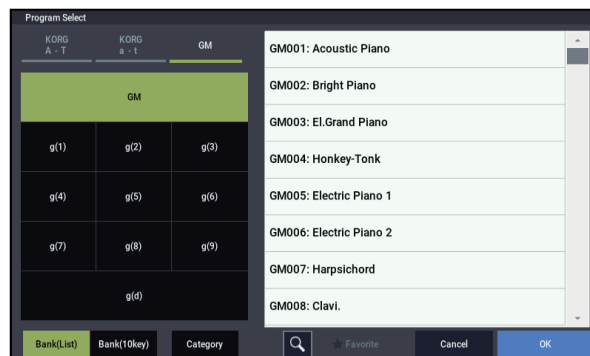 Program Select
KORG
A - T
KORG
a - t
GM
GM
g(1) g(2) g(3)
g(4) g(5) g(6)
g(7) g(8) g(9)
g(d)
GM001: Acoustic Piano
GM002: Bright Piano
GM003: El.Grand Piano
GM004: Honkey-Tonk
GM005: Electric Piano 1
GM006: Electric Piano 2
GM007: Harpsichord
GM008: Clavi.
Bank(List) Bank(10key) Category Favorite Cancel OK